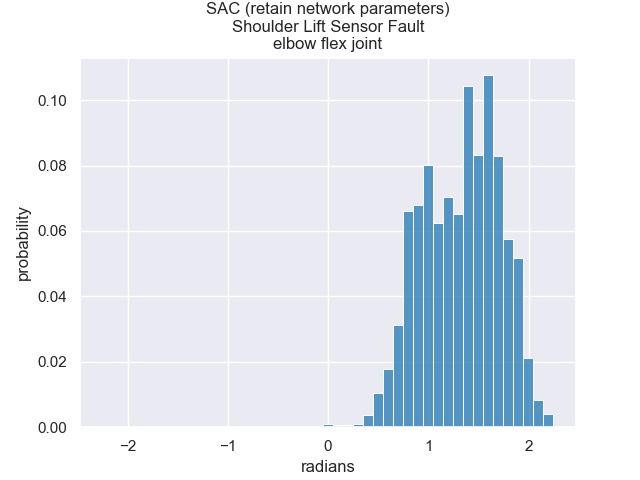 SAC (retain network parameters)
Shoulder Lift Sensor Fault
elbow flex joint
probability
0.10
0.08
0.06
0.04
0.02
0.00
−2
−1
0
1
2
radians